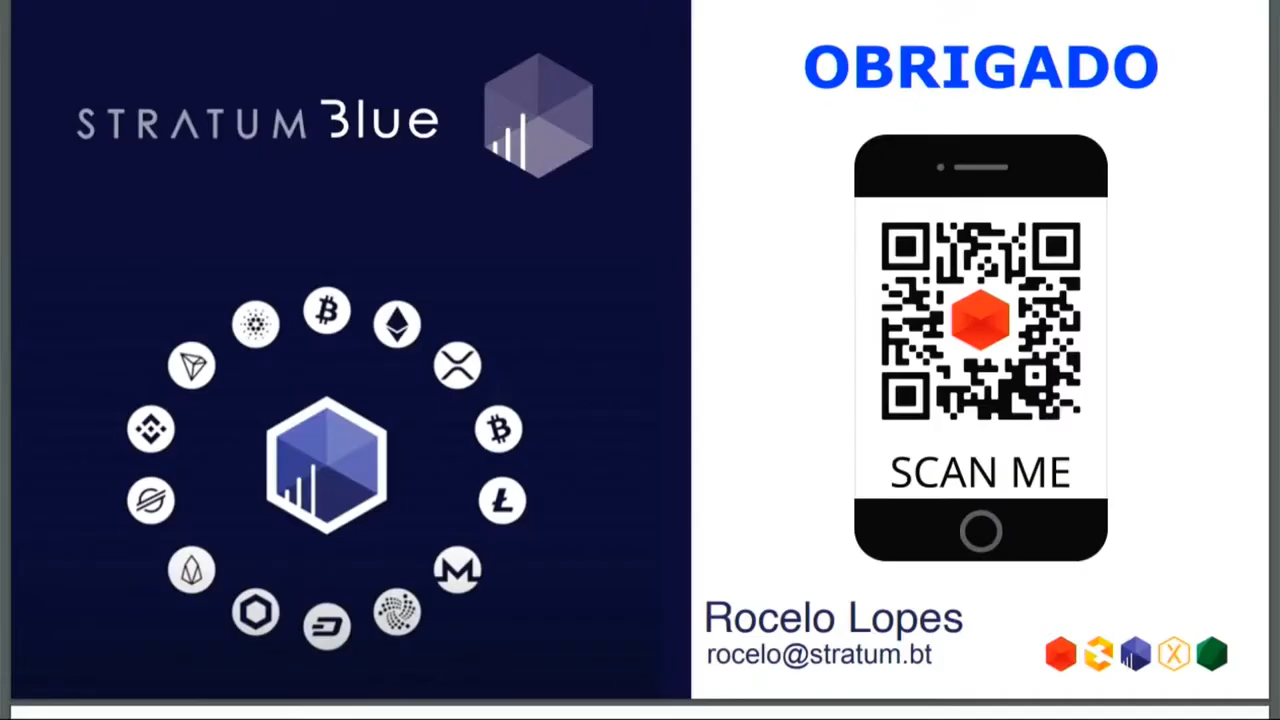 STRATUM Blue
OBRIGADO
SCAN ME
Rocelo Lopes
rocelo@stratum.bt